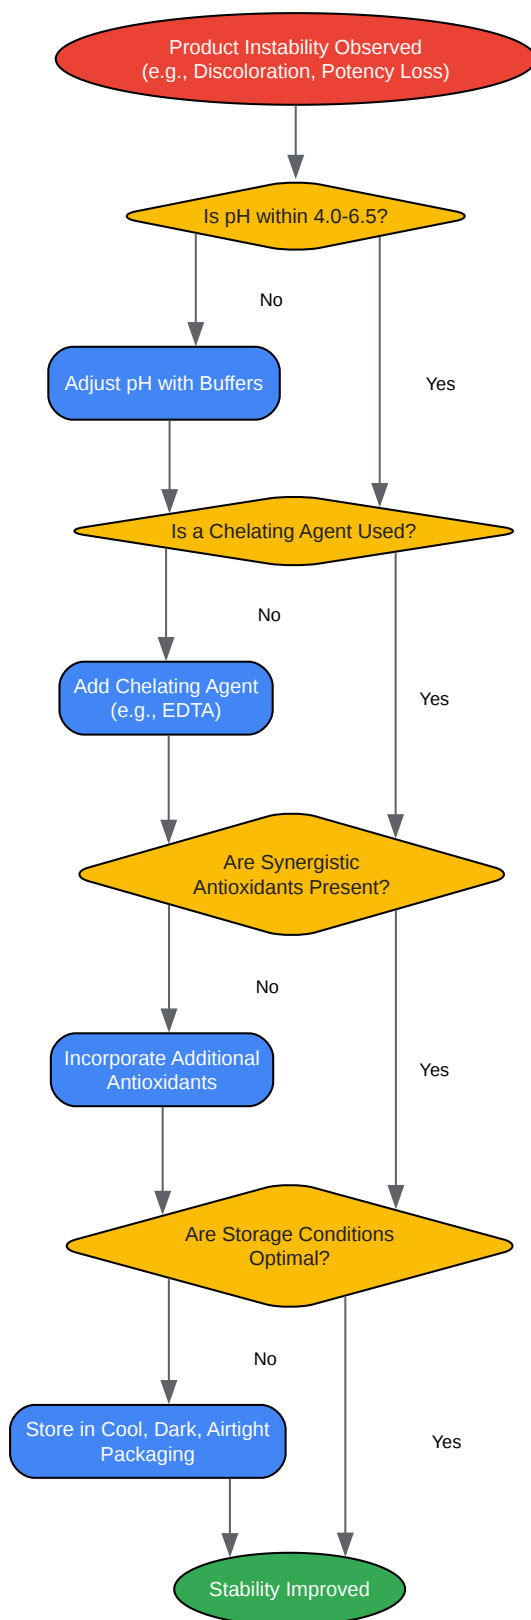 Product Instability Observed
(e.g., Discoloration, Potency Loss)
Is pH within 4.0-6.5?
No
Adjust pH with Buffers
Yes
Is a Chelating Agent Used?
No
Add Chelating Agent
(e.g., EDTA)
Yes
Are Synergistic
Antioxidants Present?
No
Incorporate Additional
Antioxidants
Yes
Are Storage Conditions
Optimal?
No
Store in Cool, Dark, Airtight
Packaging
Yes
Stability Improved